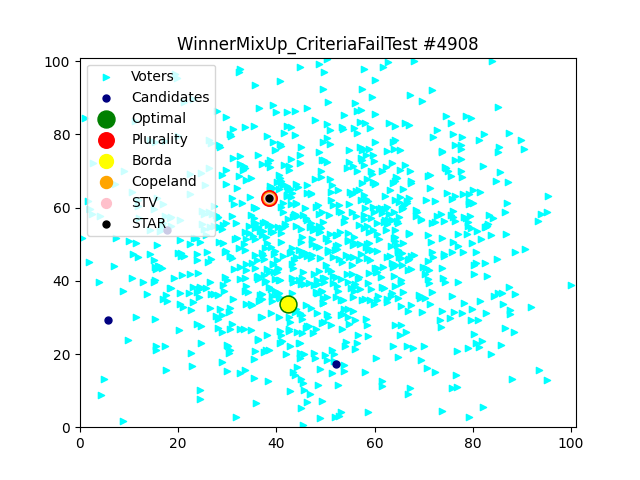 WinnerMixUp_CriteriaFailTest #4908
100
80
60
40
20
0
0 20 40 60 80 100
Voters
Candidates
Optimal
Plurality
Borda
Copeland
STV
STAR